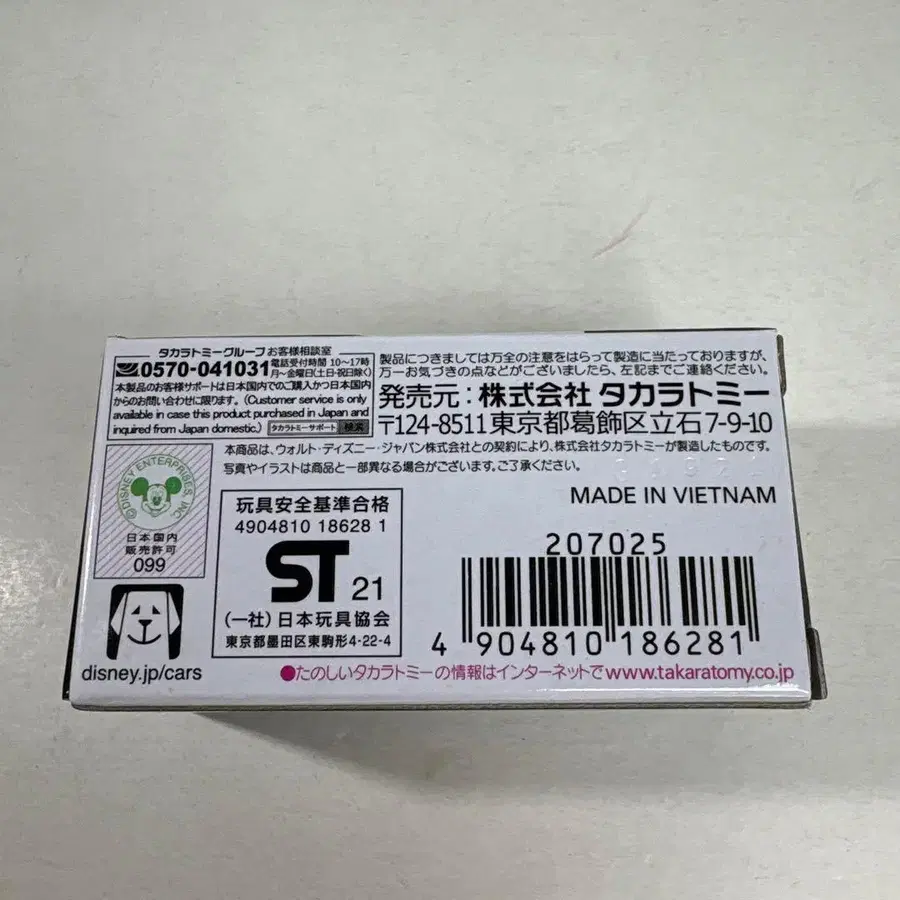 タカラトミーグループ お客様相談室
0570-041031 電話受付時間 10〜17時
月〜金曜日(土日・祝日除く)
本製品のお客様サポートは日本国内でのご購入かつ日本国内
からのお問い合わせに限ります。(Customer service is only
available in case this product purchased in Japan and
inquired from Japan domestic.) タカラトミーサポート 検索
製品につきましては万全の注意をはらって製造に当たっておりますが、
万一お気づきの点などがございましたら、左記までご連絡ください。
発売元:株式会社 タカラトミー
〒124-8511 東京都葛飾区立石7-9-10
本商品は、ウォルト・ディズニー・ジャパン株式会社との契約により、株式会社タカラトミーが製造したものです。
写真やイラストは商品と一部異なる場合がございます。ご了承ください。
©DISNEY ENTERPRISES, INC
日本国内
販売許可
099
disney.jp/cars
玩具安全基準合格
4904810 18628 1
ST 21
(一社)日本玩具協会
東京都墨田区東駒形4-22-4
MADE IN VIETNAM
207025
4 904810 186281
●たのしいタカラトミーの情報はインターネットで www.takaratomy.co.jp